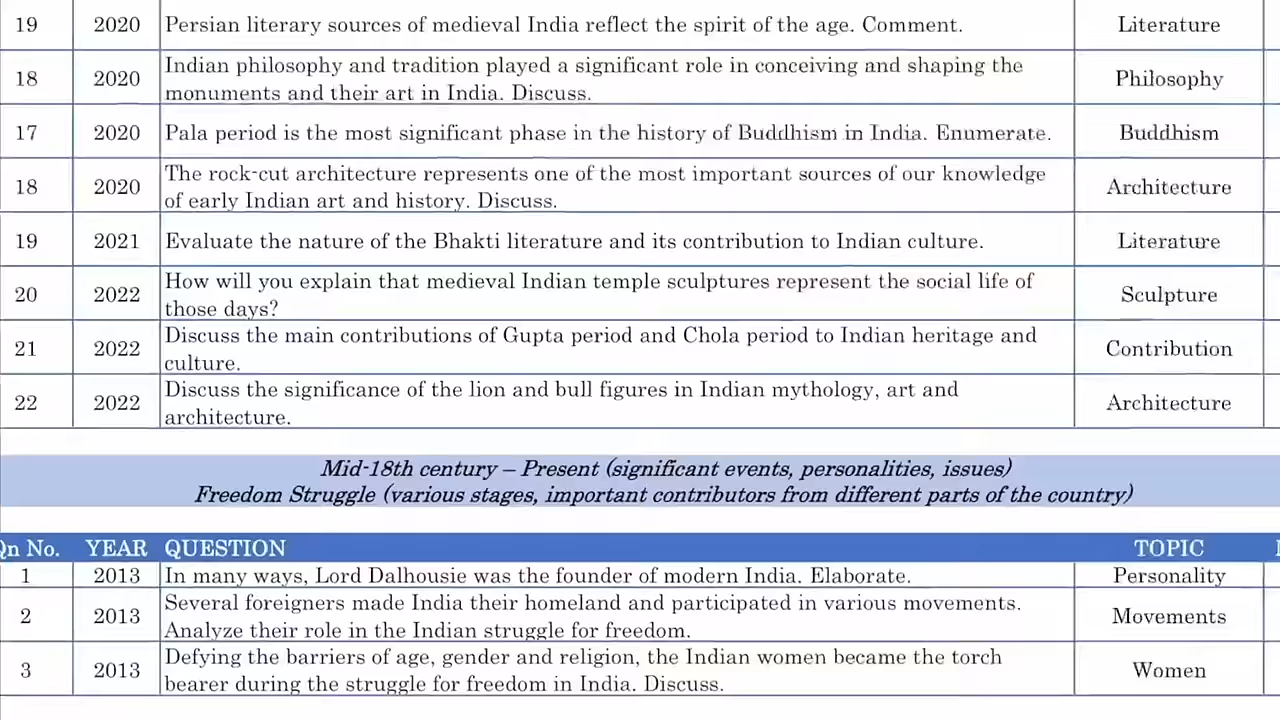 19 2020 Persian literary sources of medieval India reflect the spirit of the age. Comment. Literature
18 2020 Indian philosophy and tradition played a significant role in conceiving and shaping the monuments and their art in India. Discuss. Philosophy
17 2020 Pala period is the most significant phase in the history of Buddhism in India. Enumerate. Buddhism
18 2020 The rock-cut architecture represents one of the most important sources of our knowledge of early Indian art and history. Discuss. Architecture
19 2021 Evaluate the nature of the Bhakti literature and its contribution to Indian culture. Literature
20 2022 How will you explain that medieval Indian temple sculptures represent the social life of those days? Sculpture
21 2022 Discuss the main contributions of Gupta period and Chola period to Indian heritage and culture. Contribution
22 2022 Discuss the significance of the lion and bull figures in Indian mythology, art and architecture. Architecture
Mid-18th century – Present (significant events, personalities, issues)
Freedom Struggle (various stages, important contributors from different parts of the country)
Qn No. YEAR QUESTION TOPIC
1 2013 In many ways, Lord Dalhousie was the founder of modern India. Elaborate. Personality
2 2013 Several foreigners made India their homeland and participated in various movements. Analyze their role in the Indian struggle for freedom. Movements
3 2013 Defying the barriers of age, gender and religion, the Indian women became the torch bearer during the struggle for freedom in India. Discuss. Women